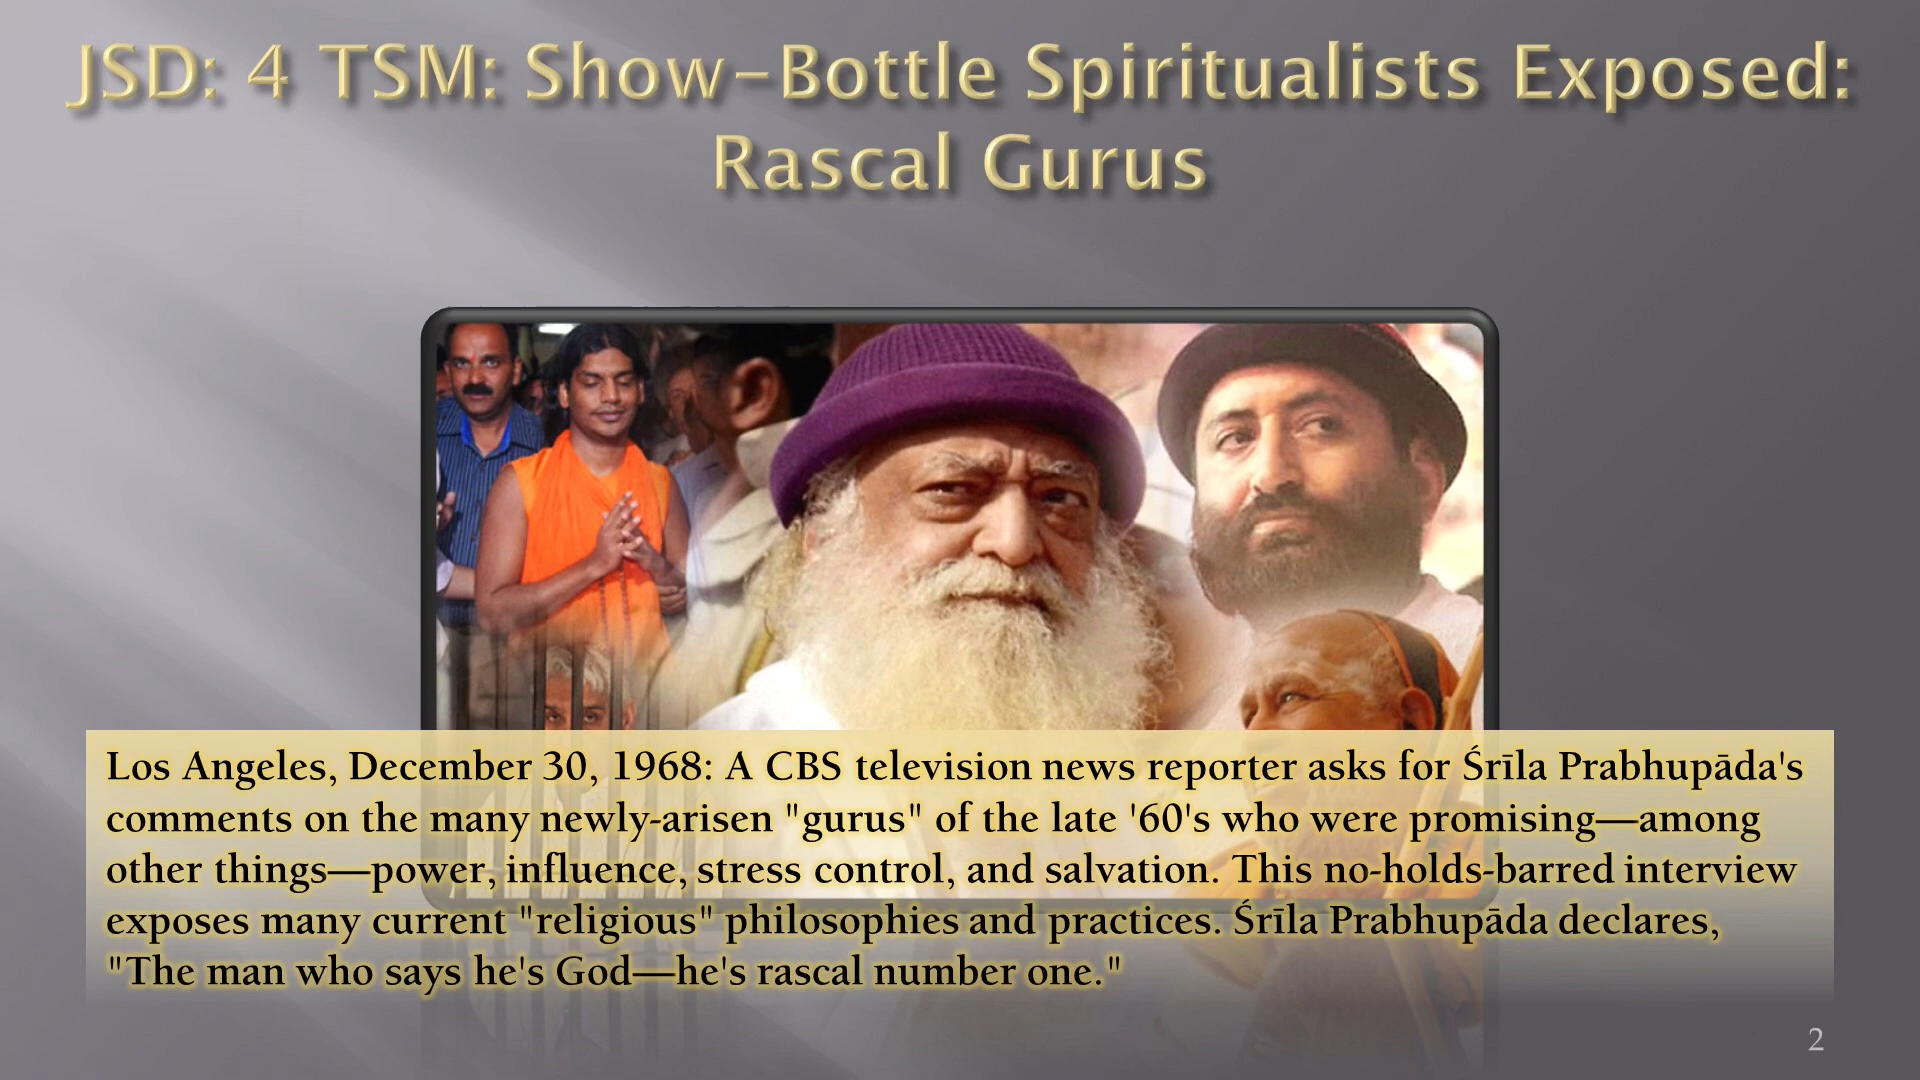 JSD: 4 TSM: Show-Bottle Spiritualists Exposed:
Rascal Gurus
Los Angeles, December 30, 1968: A CBS television news reporter asks for Śrīla Prabhupāda's
comments on the many newly-arisen "gurus" of the late '60's who were promising—among
other things—power, influence, stress control, and salvation. This no-holds-barred interview
exposes many current "religious" philosophies and practices. Śrīla Prabhupāda declares,
"The man who says he's God—he's rascal number one."
2